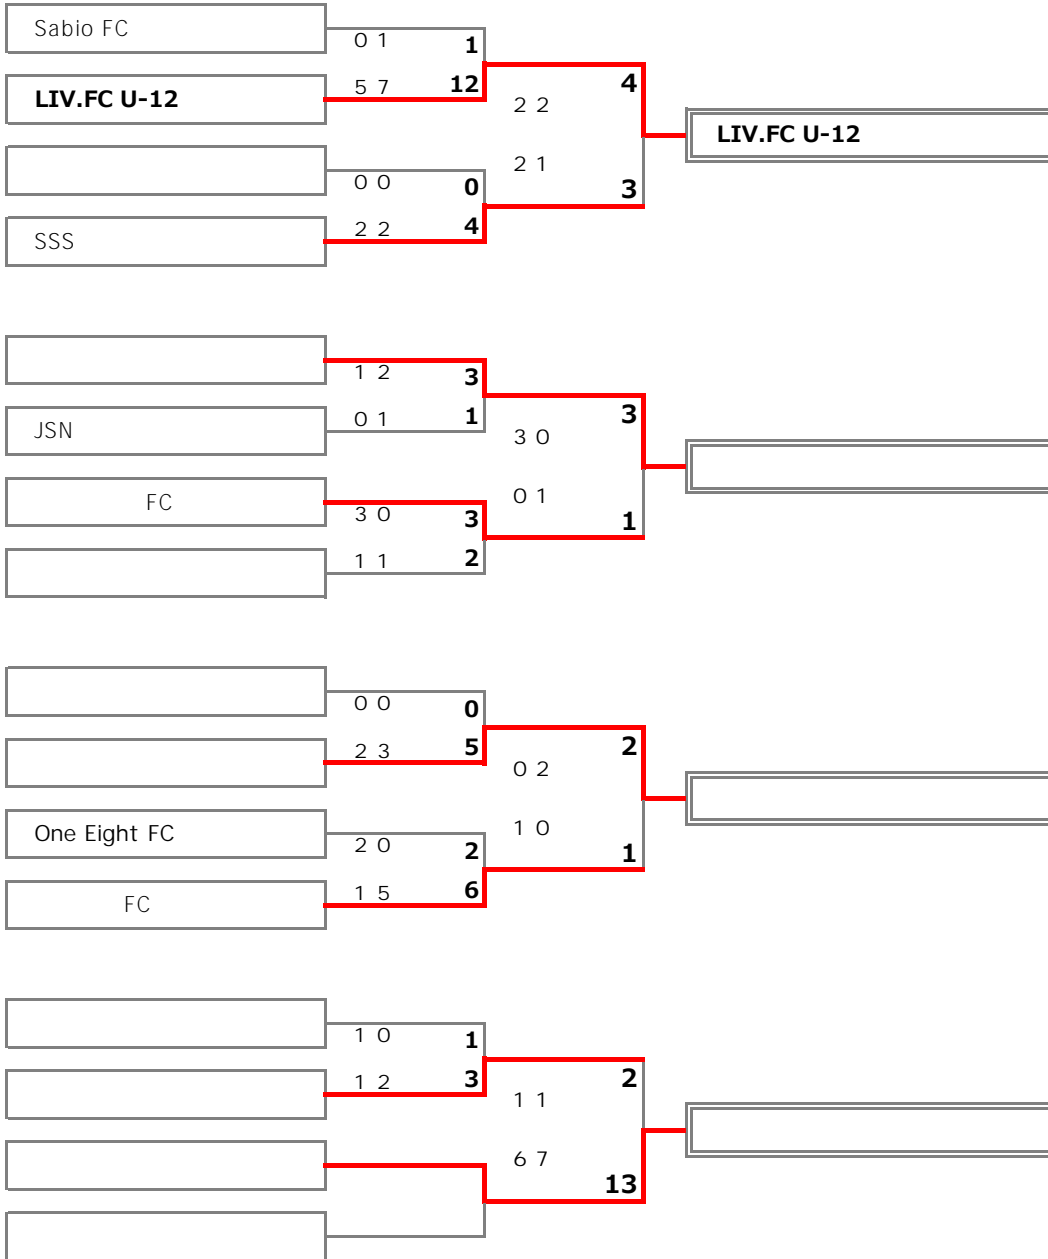 Sabio FC
0 1 1
LIV.FC U-12
5 7 12
2 2 4
LIV.FC U-12
2 1 3
0 0 0
SSS
2 2 4
1 2 3
JSN
0 1 1
3 0 3
0 1 1
FC
3 0 3
1 1 2
0 0 0
2 3 5
0 2 2
1 0 1
One Eight FC
2 0 2
FC
1 5 6
1 0 1
1 2 3
1 1 2
6 7 13